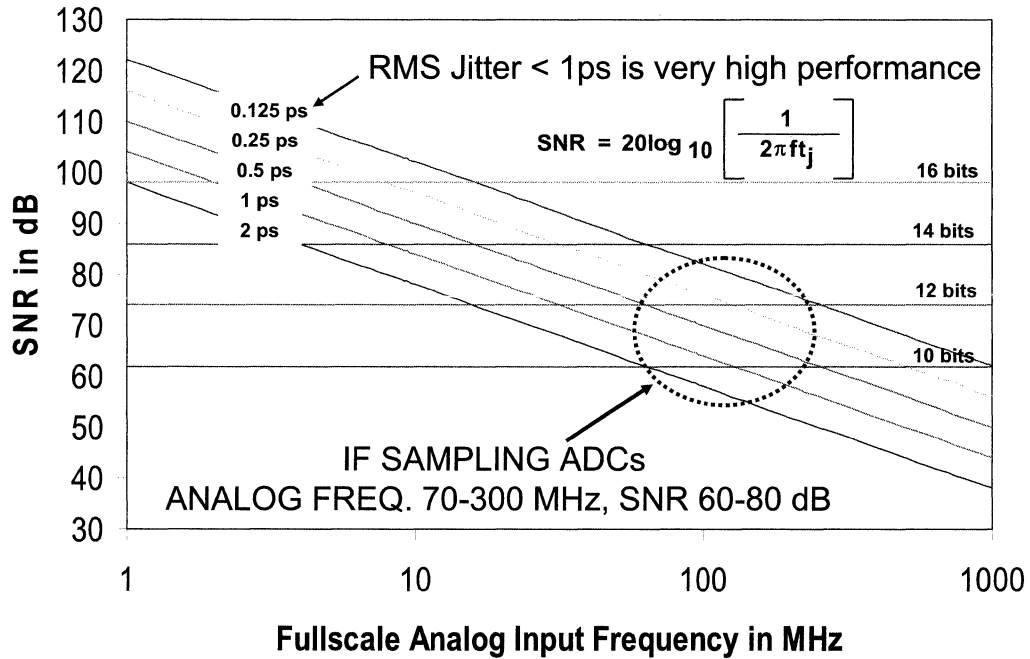 130
120
110
100
90
80
70
60
50
40
30
SNR in dB
RMS Jitter < 1ps is very high performance
0.125 ps
0.25 ps
0.5 ps
1 ps
2 ps
SNR = 20log 10 [ 1 / 2πftj ]
16 bits
14 bits
12 bits
10 bits
IF SAMPLING ADCs
ANALOG FREQ. 70-300 MHz, SNR 60-80 dB
1 10 100 1000
Fullscale Analog Input Frequency in MHz